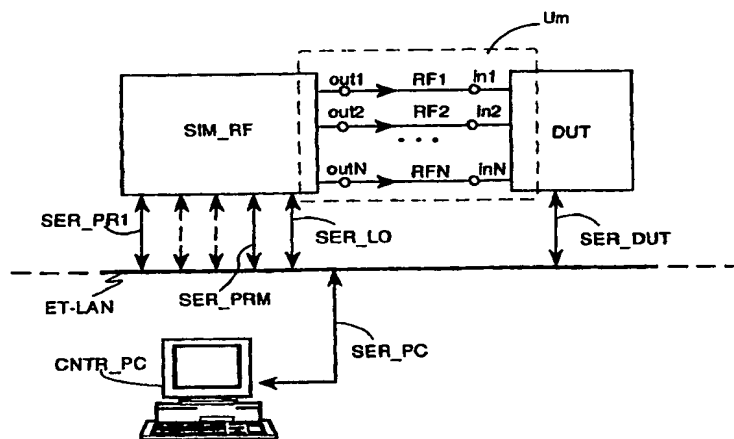 Um
out1 RF1 in1
SIM_RF out2 RF2 in2 DUT
. . .
outN RFN inN
SER_PR1 SER_LO SER_DUT
SER_PRM
ET-LAN
SER_PC
CNTR_PC